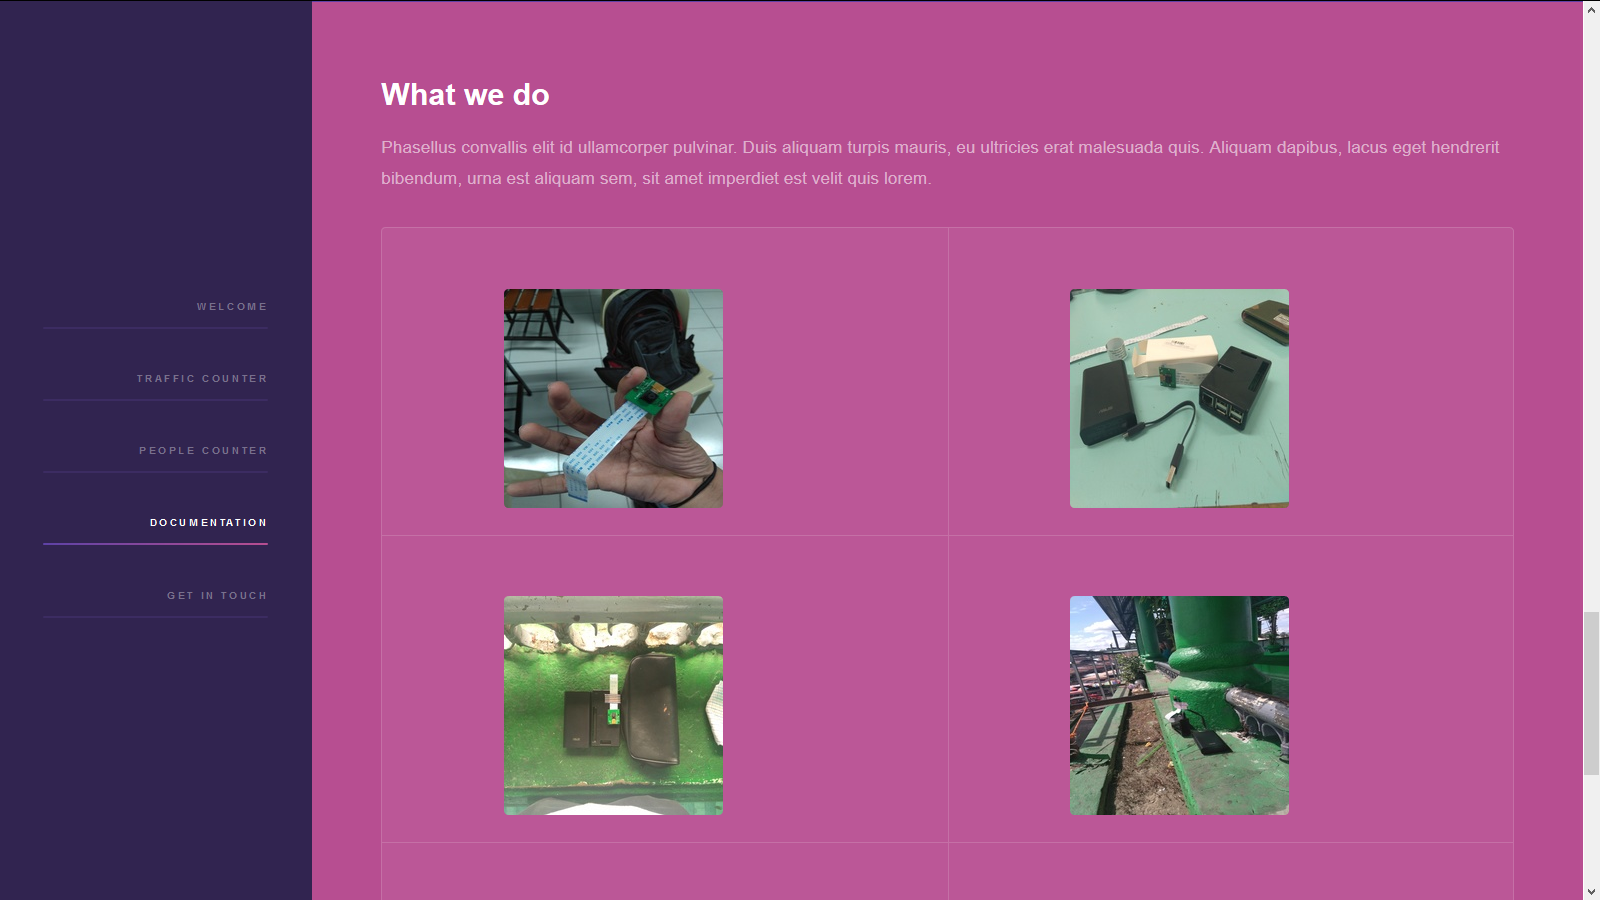 WELCOME
TRAFFIC COUNTER
PEOPLE COUNTER
DOCUMENTATION
GET IN TOUCH
What we do
Phasellus convallis elit id ullamcorper pulvinar. Duis aliquam turpis mauris, eu ultricies erat malesuada quis. Aliquam dapibus, lacus eget hendrerit
bibendum, urna est aliquam sem, sit amet imperdiet est velit quis lorem.